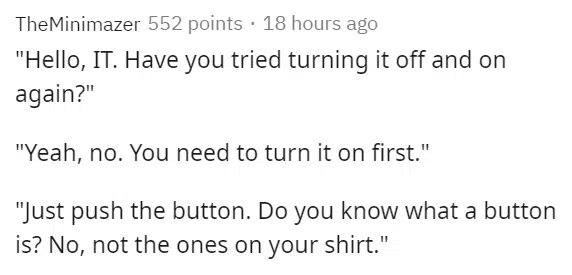 TheMinimazer 552 points · 18 hours ago
"Hello, IT. Have you tried turning it off and on
again?"
"Yeah, no. You need to turn it on first."
"Just push the button. Do you know what a button
is? No, not the ones on your shirt."